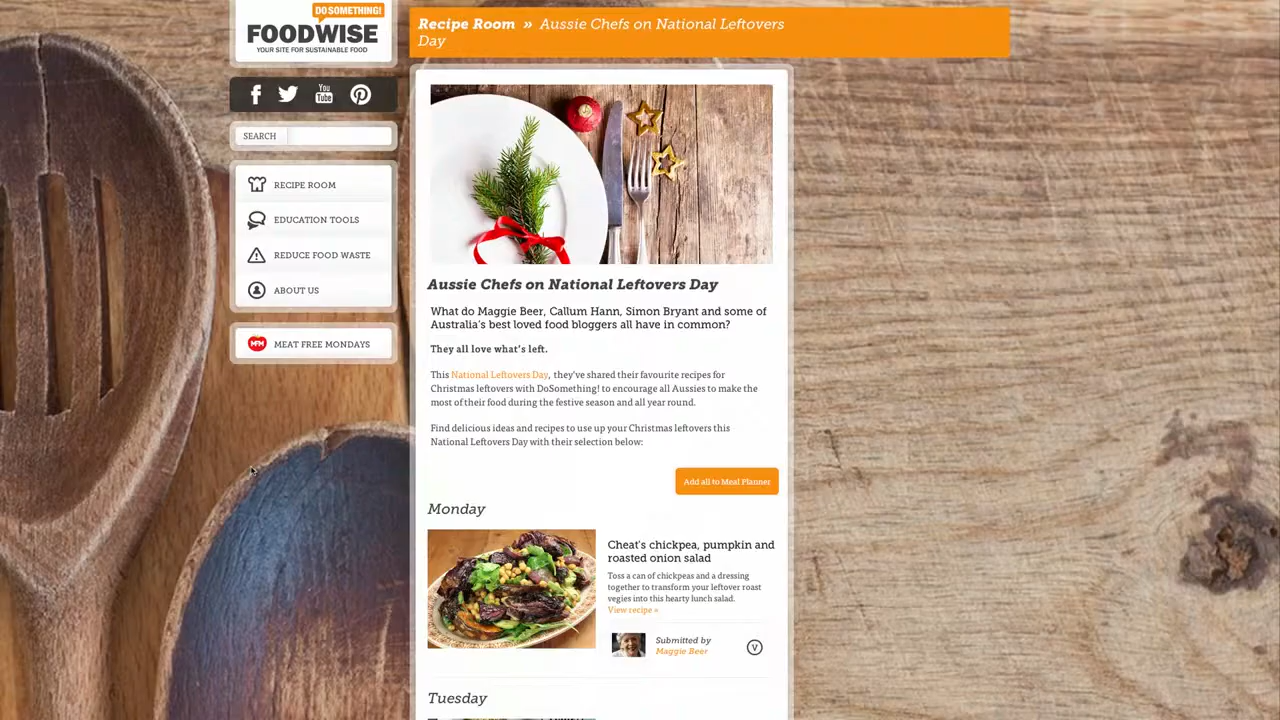 DO SOMETHING!
FOODWISE
YOUR SITE FOR SUSTAINABLE FOOD
You
Tube
SEARCH
RECIPE ROOM
EDUCATION TOOLS
REDUCE FOOD WASTE
ABOUT US
MFM
MEAT FREE MONDAYS
Recipe Room » Aussie Chefs on National Leftovers
Day
Aussie Chefs on National Leftovers Day
What do Maggie Beer, Callum Hann, Simon Bryant and some of
Australia's best loved food bloggers all have in common?
They all love what's left.
This National Leftovers Day, they've shared their favourite recipes for
Christmas leftovers with DoSomething! to encourage all Aussies to make the
most of their food during the festive season and all year round.
Find delicious ideas and recipes to use up your Christmas leftovers this
National Leftovers Day with their selection below:
Add all to Meal Planner
Monday
Cheat's chickpea, pumpkin and
roasted onion salad
Toss a can of chickpeas and a dressing
together to transform your leftover roast
vegies into this hearty lunch salad.
View recipe »
Submitted by
Maggie Beer
V
Tuesday